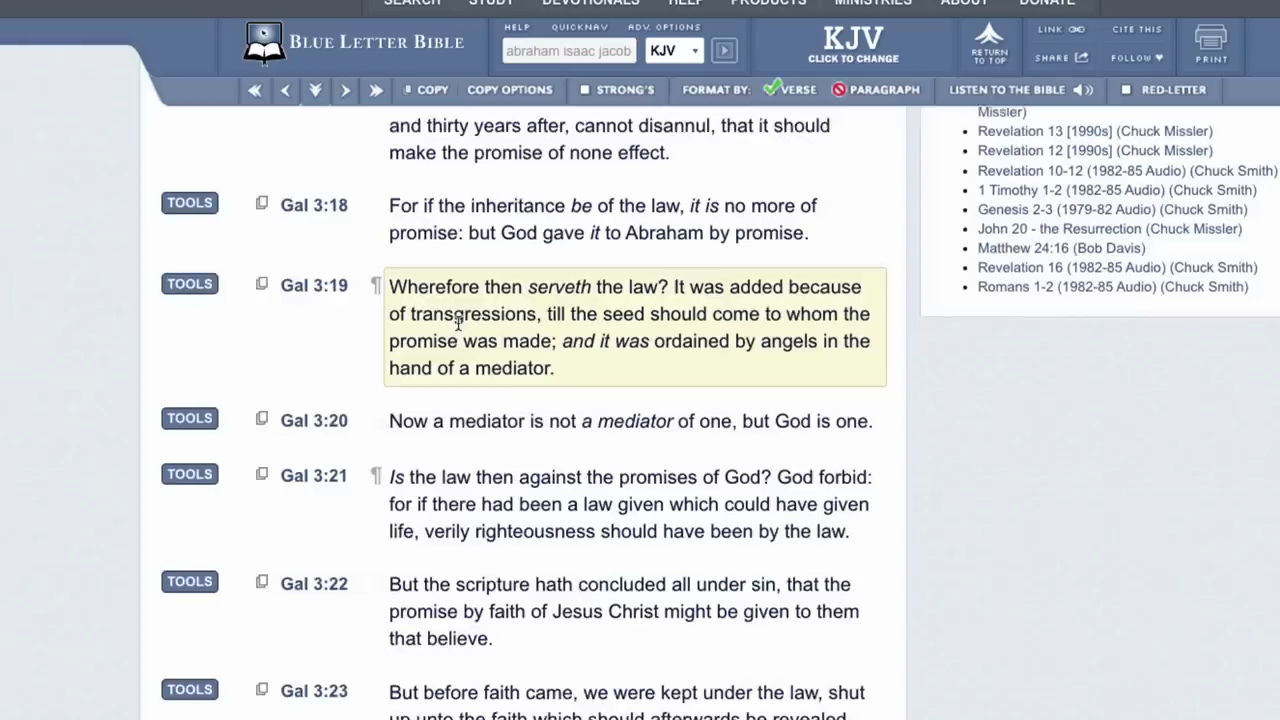 SEARCH STUDY DEVOTIONALS HELP PRODUCTS MINISTRIES ABOUT DONATE
BLUE LETTER BIBLE
HELP QUICKNAV ADV. OPTIONS
abraham isaac jacob KJV
KJV
CLICK TO CHANGE
RETURN
TO TOP
LINK CITE THIS
SHARE FOLLOW
PRINT
COPY COPY OPTIONS STRONG'S FORMAT BY: VERSE PARAGRAPH LISTEN TO THE BIBLE RED-LETTER
and thirty years after, cannot disannul, that it should
make the promise of none effect.
TOOLS Gal 3:18 For if the inheritance be of the law, it is no more of
promise: but God gave it to Abraham by promise.
TOOLS Gal 3:19 ¶ Wherefore then serveth the law? It was added because
of transgressions, till the seed should come to whom the
promise was made; and it was ordained by angels in the
hand of a mediator.
TOOLS Gal 3:20 Now a mediator is not a mediator of one, but God is one.
TOOLS Gal 3:21 ¶ Is the law then against the promises of God? God forbid:
for if there had been a law given which could have given
life, verily righteousness should have been by the law.
TOOLS Gal 3:22 But the scripture hath concluded all under sin, that the
promise by faith of Jesus Christ might be given to them
that believe.
TOOLS Gal 3:23 But before faith came, we were kept under the law, shut
up unto the faith which should afterwards be revealed
Missler)
• Revelation 13 [1990s] (Chuck Missler)
• Revelation 12 [1990s] (Chuck Missler)
• Revelation 10-12 (1982-85 Audio) (Chuck Smith)
• 1 Timothy 1-2 (1982-85 Audio) (Chuck Smith)
• Genesis 2-3 (1979-82 Audio) (Chuck Smith)
• John 20 - the Resurrection (Chuck Missler)
• Matthew 24:16 (Bob Davis)
• Revelation 16 (1982-85 Audio) (Chuck Smith)
• Romans 1-2 (1982-85 Audio) (Chuck Smith)